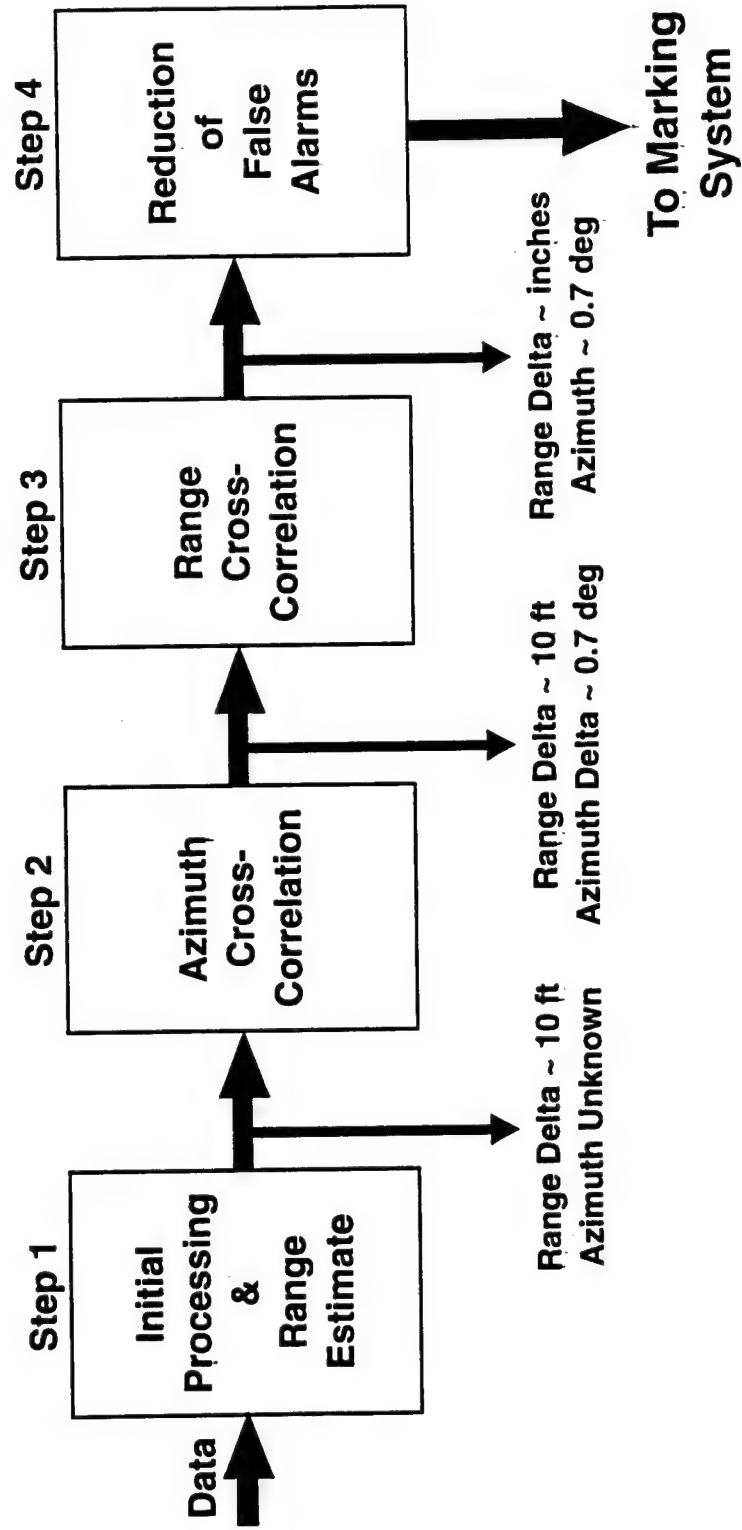 Step 1
Data
Initial
Processing
&
Range
Estimate
Range Delta ~ 10 ft
Azimuth Unknown
Step 2
Azimuth
Cross-
Correlation
Range Delta ~ 10 ft
Azimuth Delta ~ 0.7 deg
Step 3
Range
Cross-
Correlation
Range Delta ~ inches
Azimuth ~ 0.7 deg
Step 4
Reduction
of
False
Alarms
To Marking
System